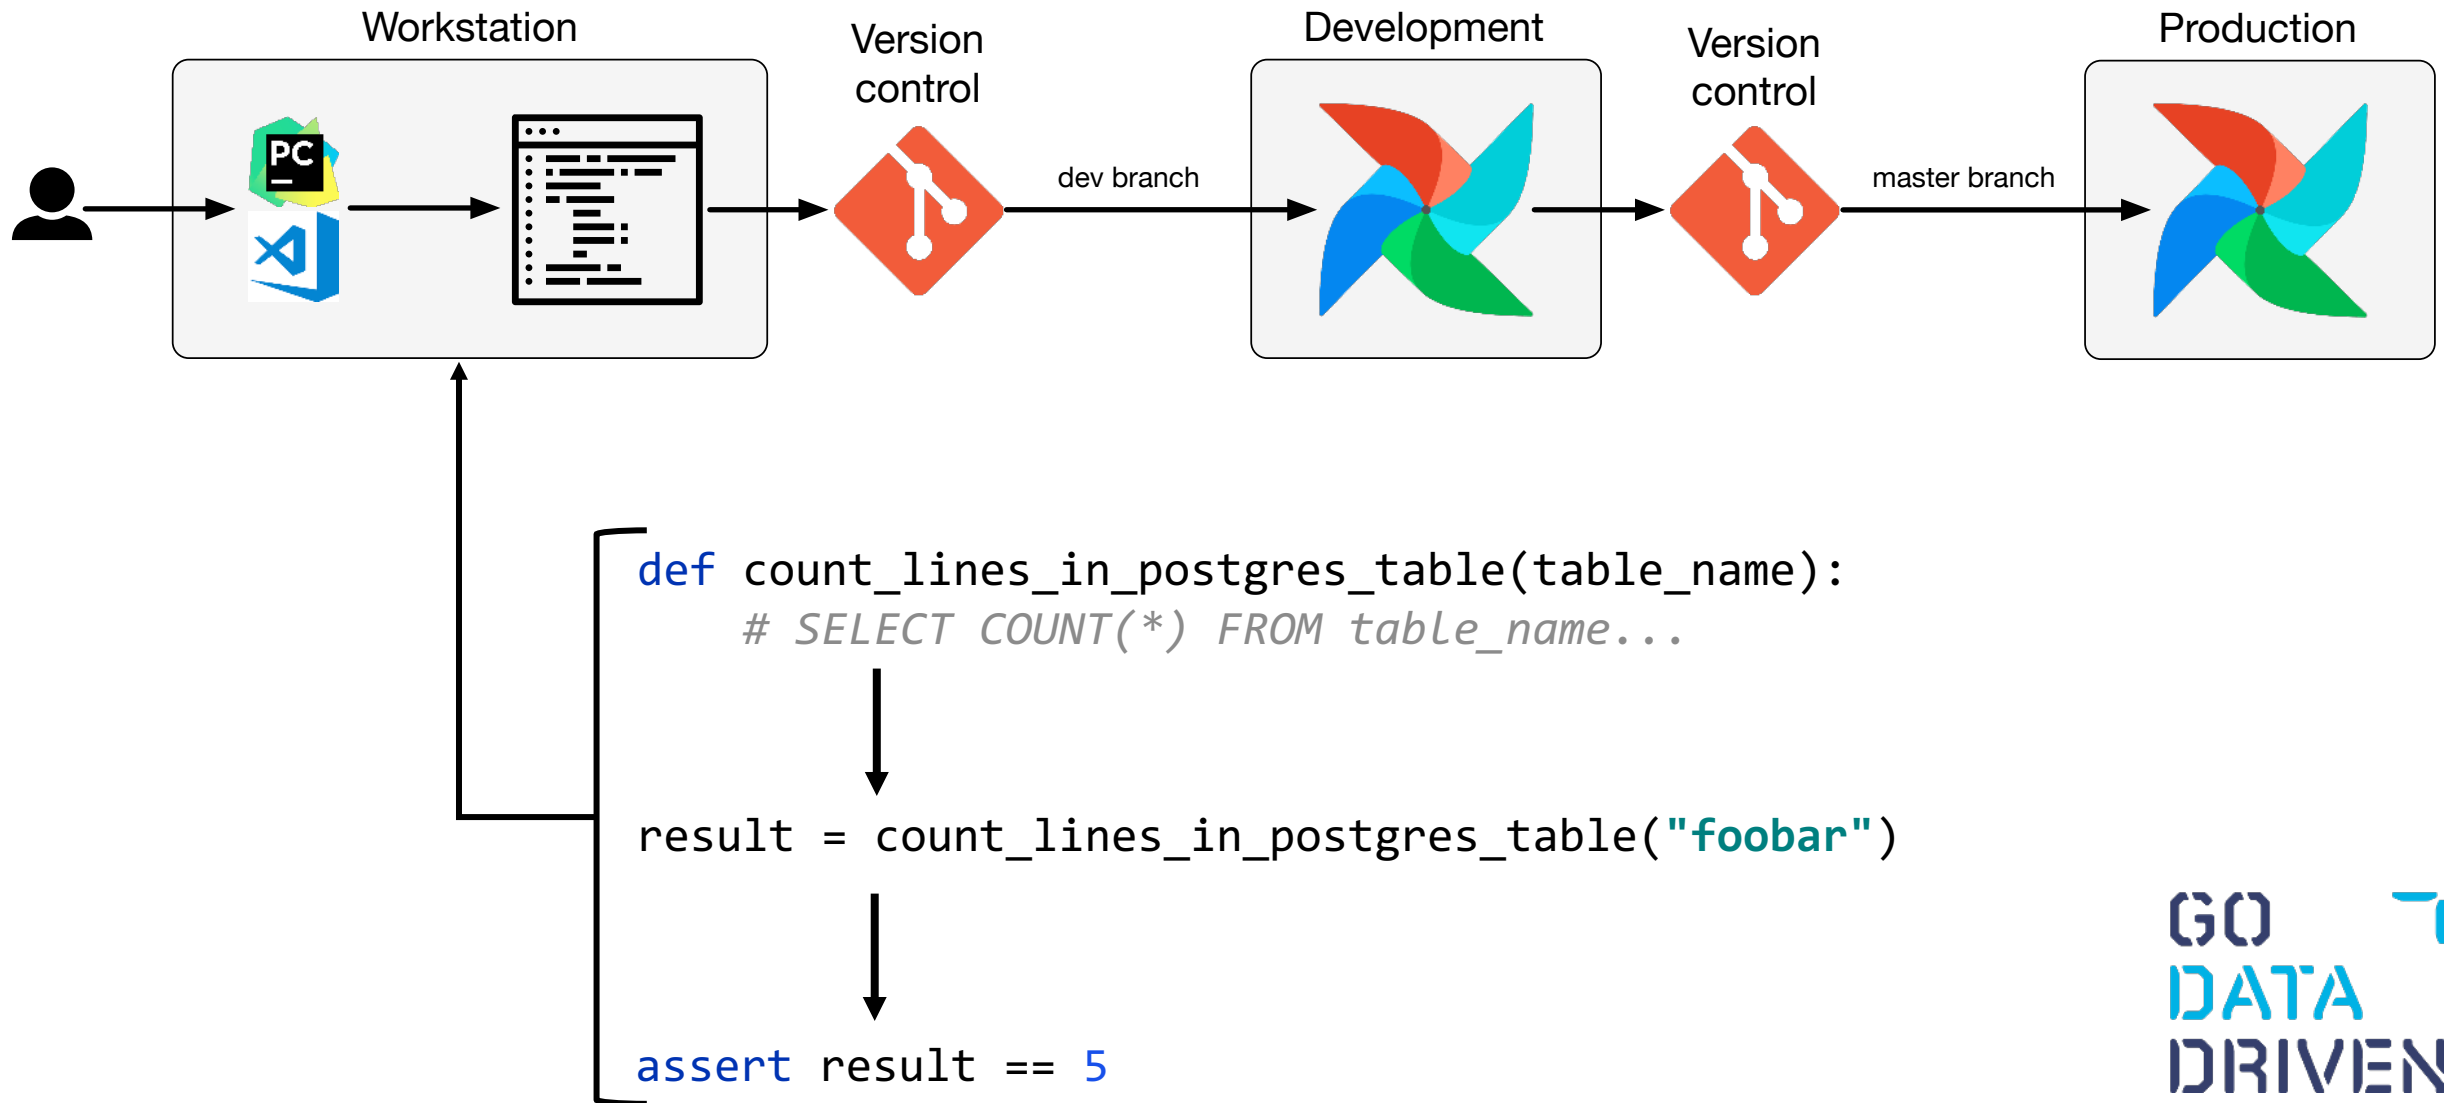 Workstation
Version
control
Development
Version
control
Production
PC
dev branch
master branch
def count_lines_in_postgres_table(table_name):
# SELECT COUNT(*) FROM table_name...
result = count_lines_in_postgres_table("foobar")
assert result == 5
GO
DATA
DRIVEN